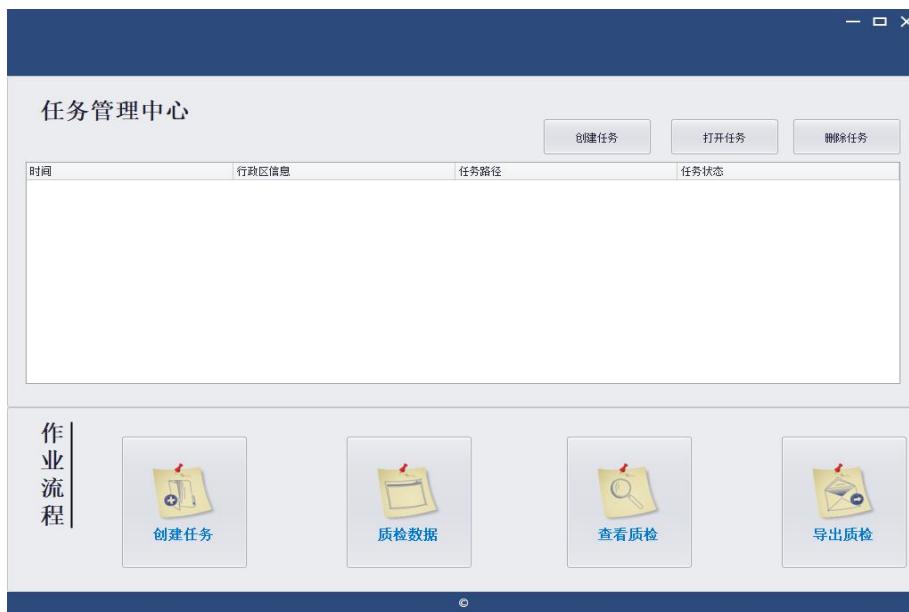 任务管理中心
创建任务 打开任务 删除任务
时间 行政区信息 任务路径 任务状态
作业流程
创建任务 质检数据 查看质检 导出质检
©